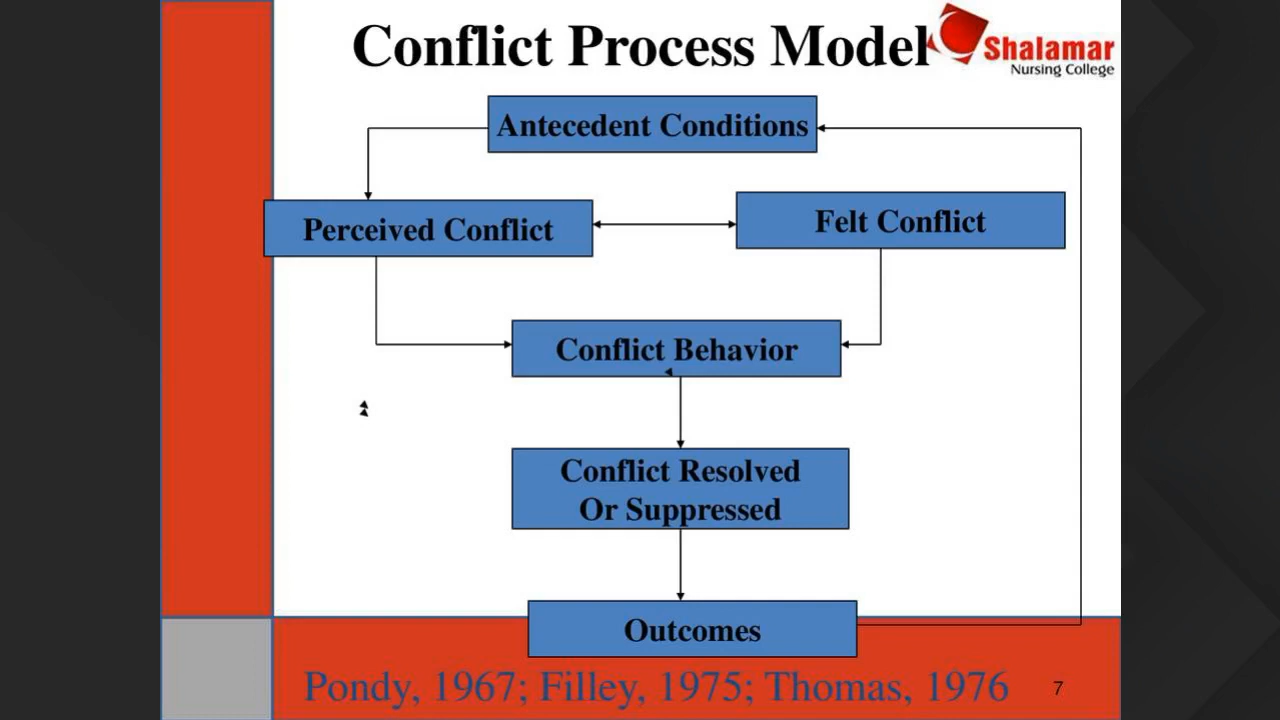 Conflict Process Model
Shalamar
Nursing College
Antecedent Conditions
Perceived Conflict
Felt Conflict
Conflict Behavior
Conflict Resolved
Or Suppressed
Outcomes
Pondy, 1967; Filley, 1975; Thomas, 1976
7